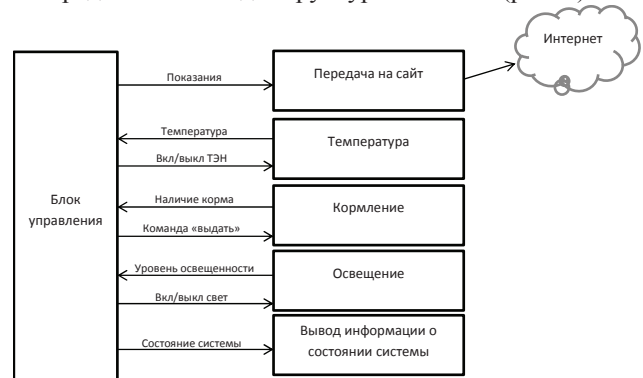 Интернет
Показания
Передача на сайт
Температура
Вкл/выкл ТЭН
Температура
Блок
управления
Наличие корма
Команда «выдать»
Кормление
Уровень освещенности
Вкл/выкл свет
Освещение
Состояние системы
Вывод информации о
состоянии системы